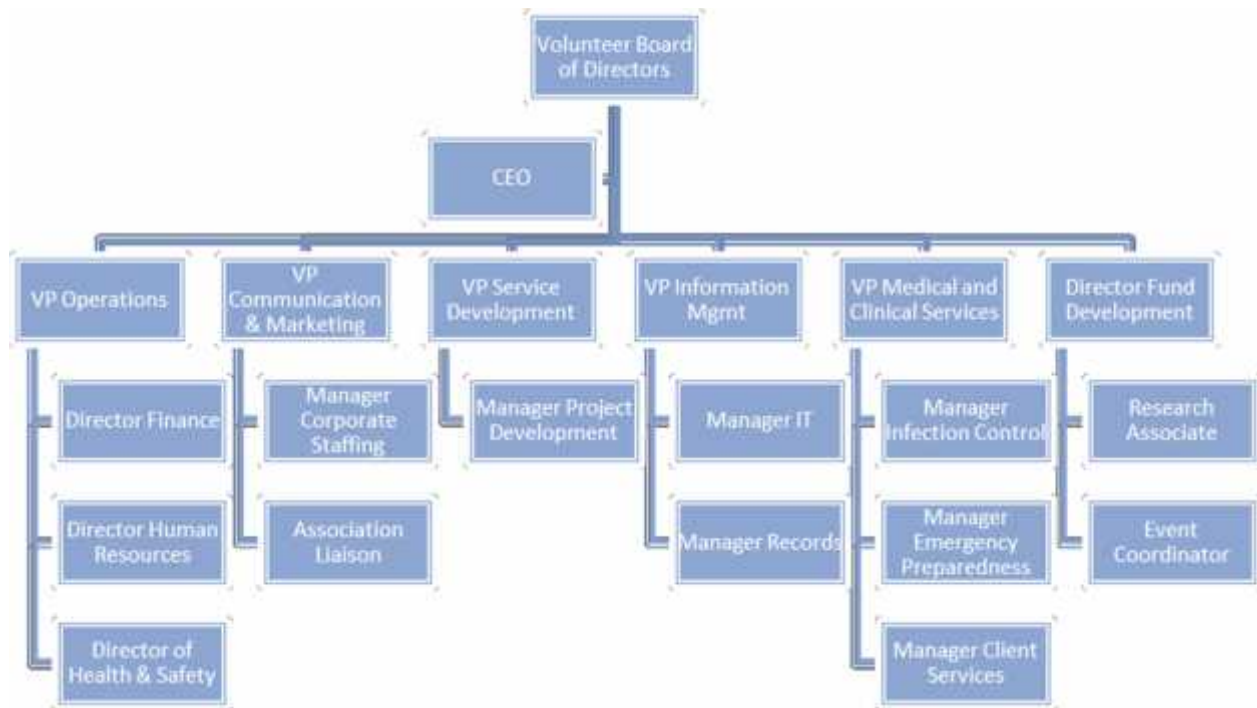 Volunteer Board
of Directors
CEO
VP Operations
VP
Communication
& Marketing
VP Service
Development
VP Information
Mgmt
VP Medical and
Clinical Services
Director Fund
Development
Director Finance
Manager
Corporate
Staffing
Manager Project
Development
Manager IT
Manager
Infection Control
Research
Associate
Director Human
Resources
Association
Liaison
Manager Records
Manager
Emergency
Preparedness
Event
Coordinator
Director of
Health & Safety
Manager Client
Services